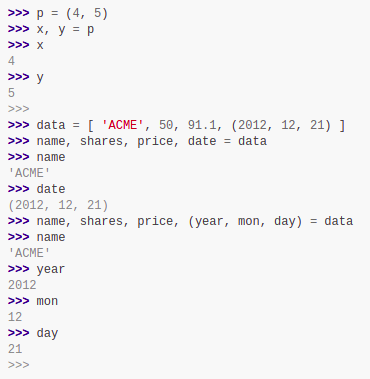 >>> p = (4, 5)
>>> x, y = p
>>> x
4
>>> y
5
>>>
>>> data = [ 'ACME', 50, 91.1, (2012, 12, 21) ]
>>> name, shares, price, date = data
>>> name
'ACME'
>>> date
(2012, 12, 21)
>>> name, shares, price, (year, mon, day) = data
>>> name
'ACME'
>>> year
2012
>>> mon
12
>>> day
21
>>>